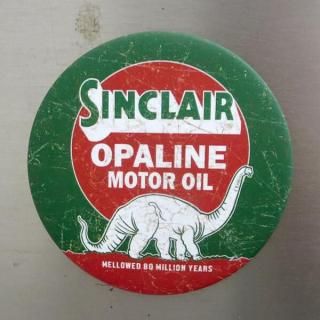 SINCLAIR
OPALINE
MOTOR OIL
MELLOWED 80 MILLION YEARS